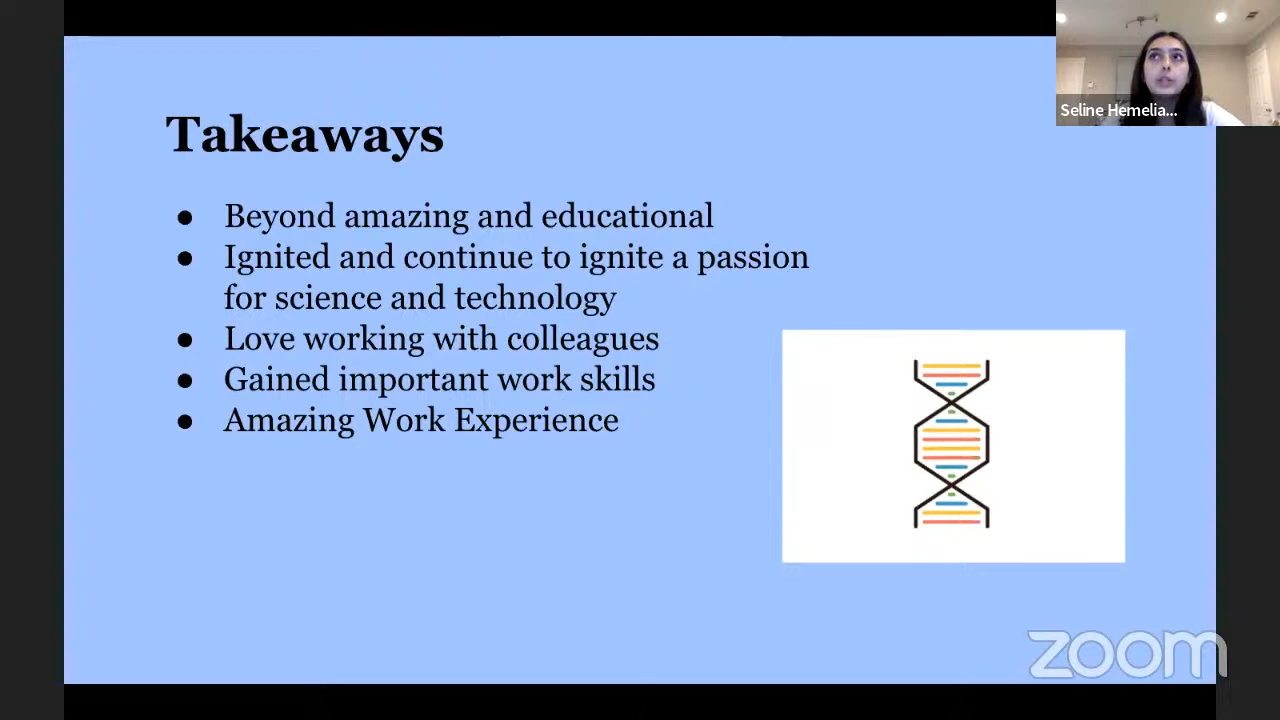 Seline Hemelia...
Takeaways
● Beyond amazing and educational
● Ignited and continue to ignite a passion
for science and technology
● Love working with colleagues
● Gained important work skills
● Amazing Work Experience
zoom